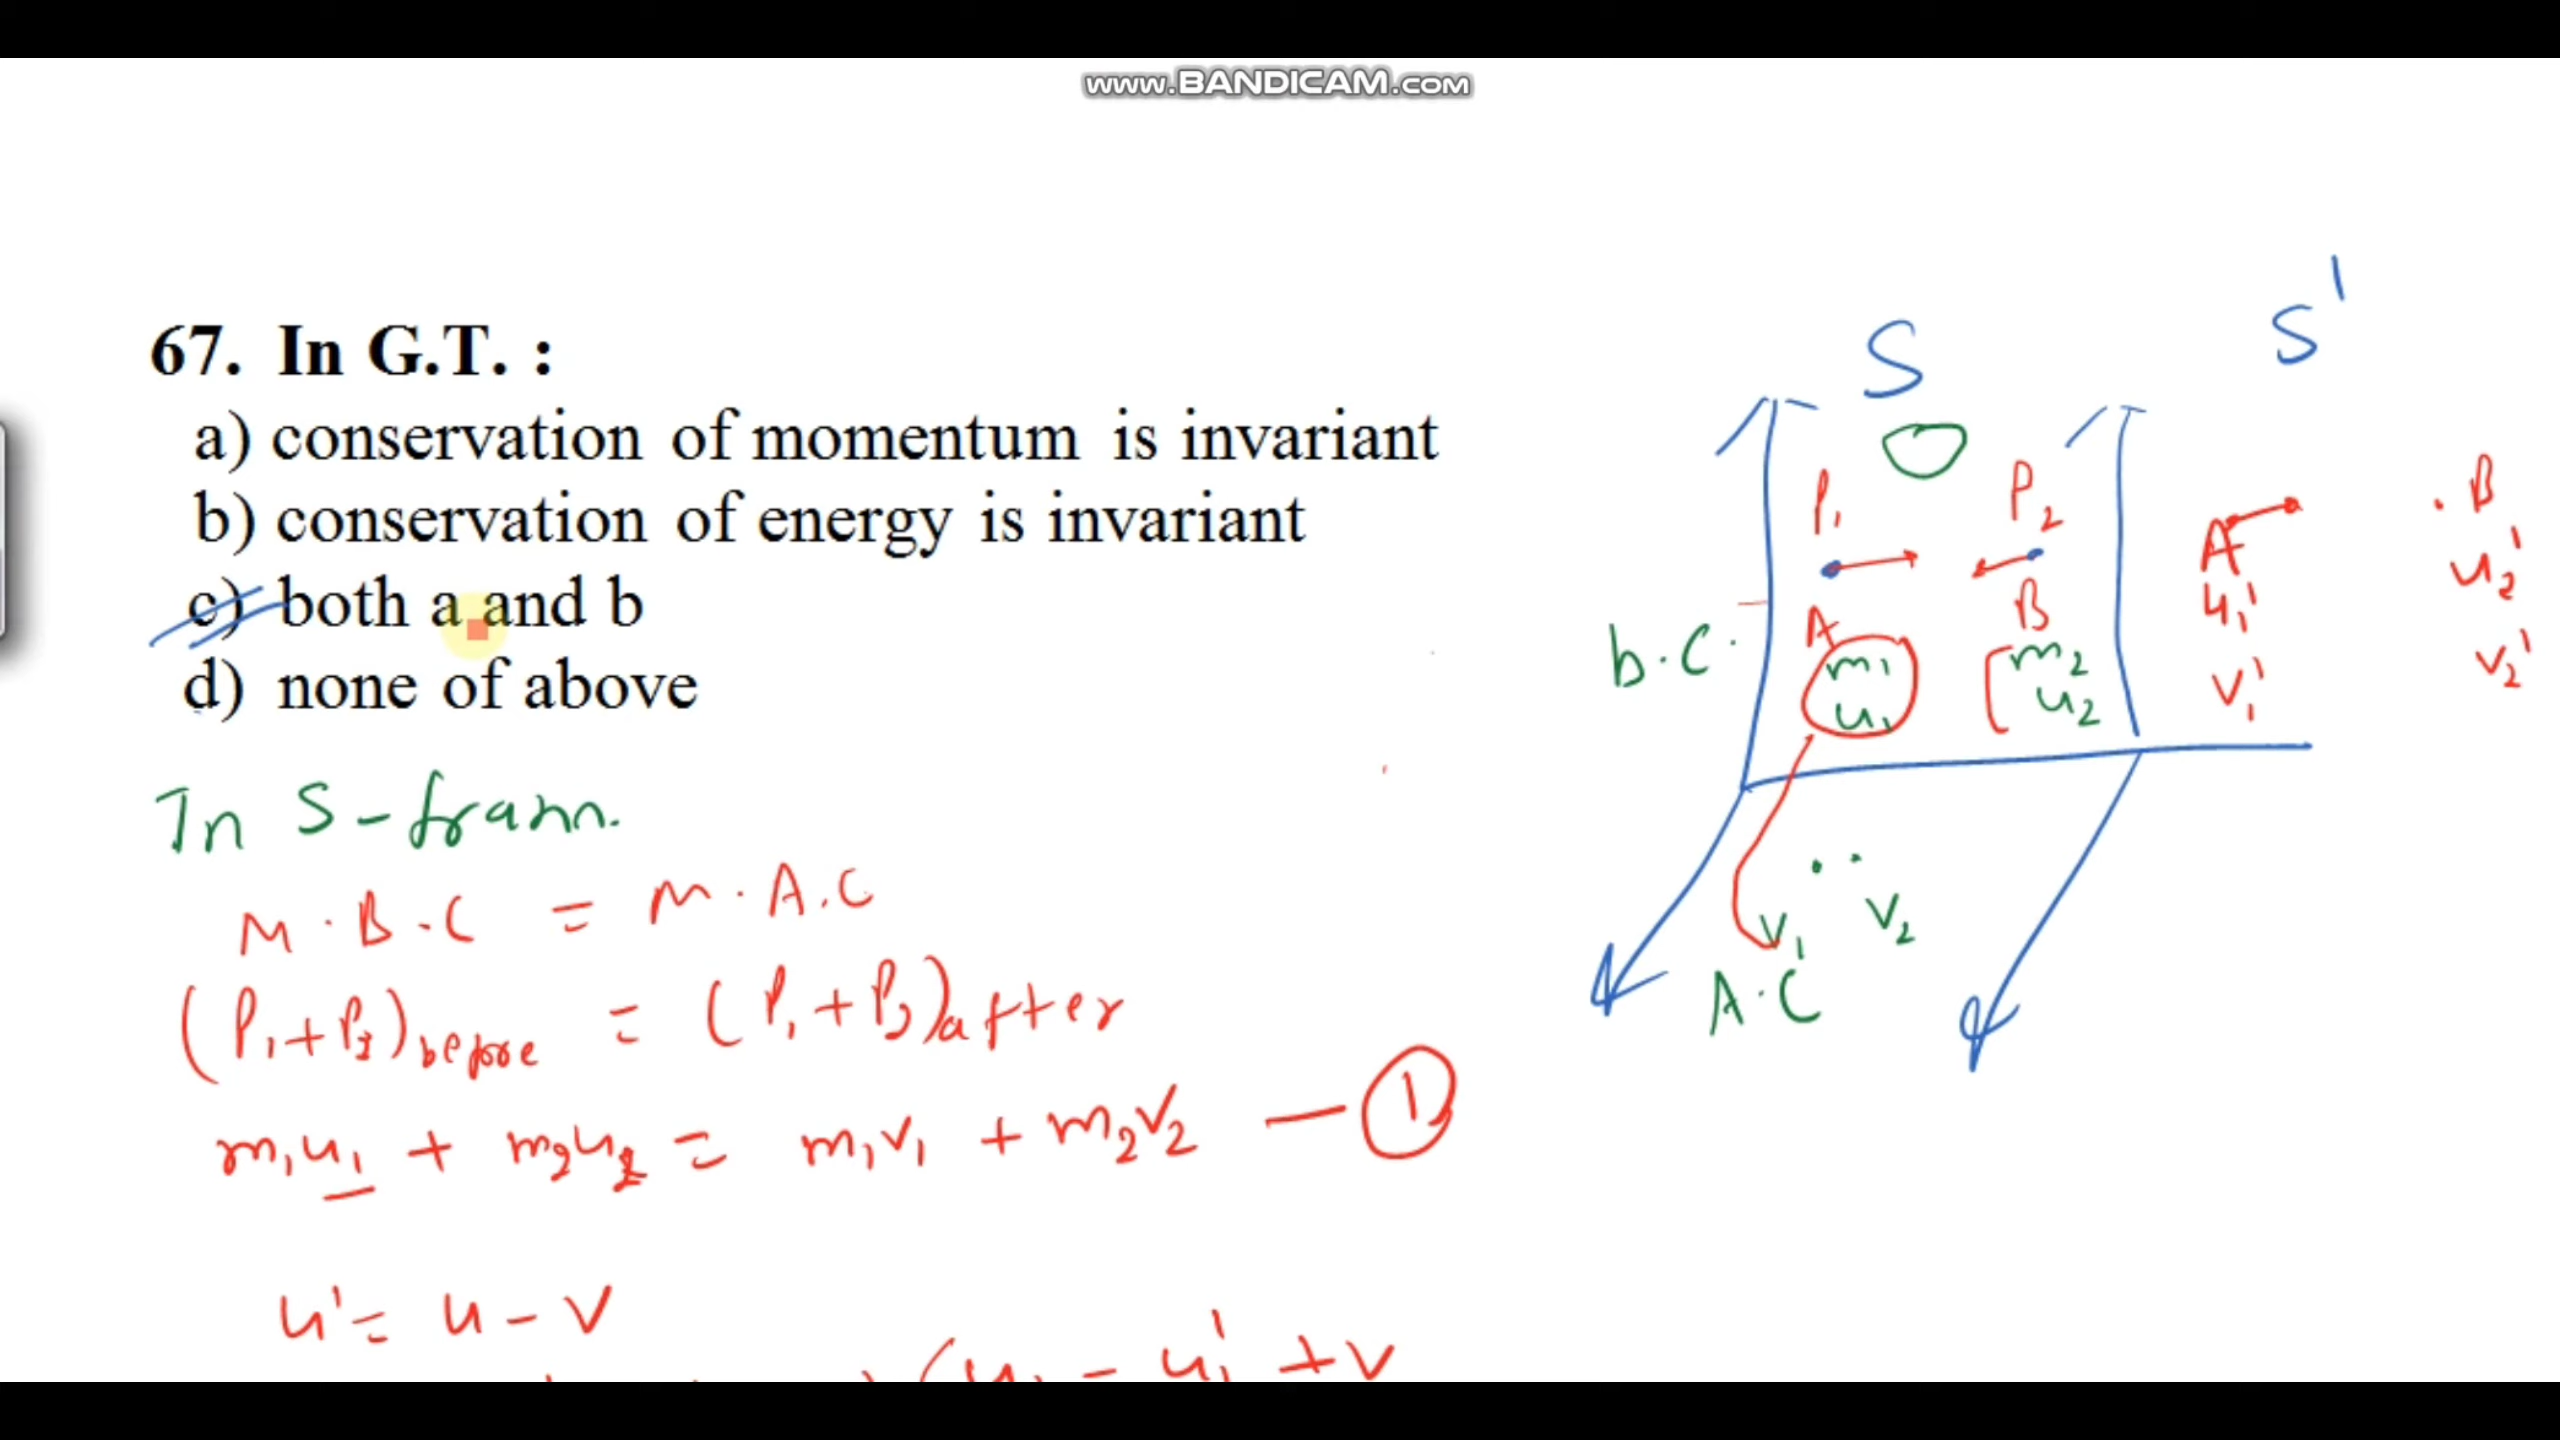 www.BANDICAM.COM
67. In G.T. :
a) conservation of momentum is invariant
b) conservation of energy is invariant
c) both a and b
d) none of above
In S-fram.
M.B.C = M.A.C
(P₁+P₂)before = (P₁+P₂)after
m₁u₁ + m₂u₂ = m₁v₁ + m₂v₂ — ①
u' = u - v
u₁ = u₁' + v
S
S'
P₁
P₂
A
B
b.C.
m₁
u₁
m₂
u₂
V₁
V₂
A.C
A
u₁'
V₁'
. B
u₂'
V₂'